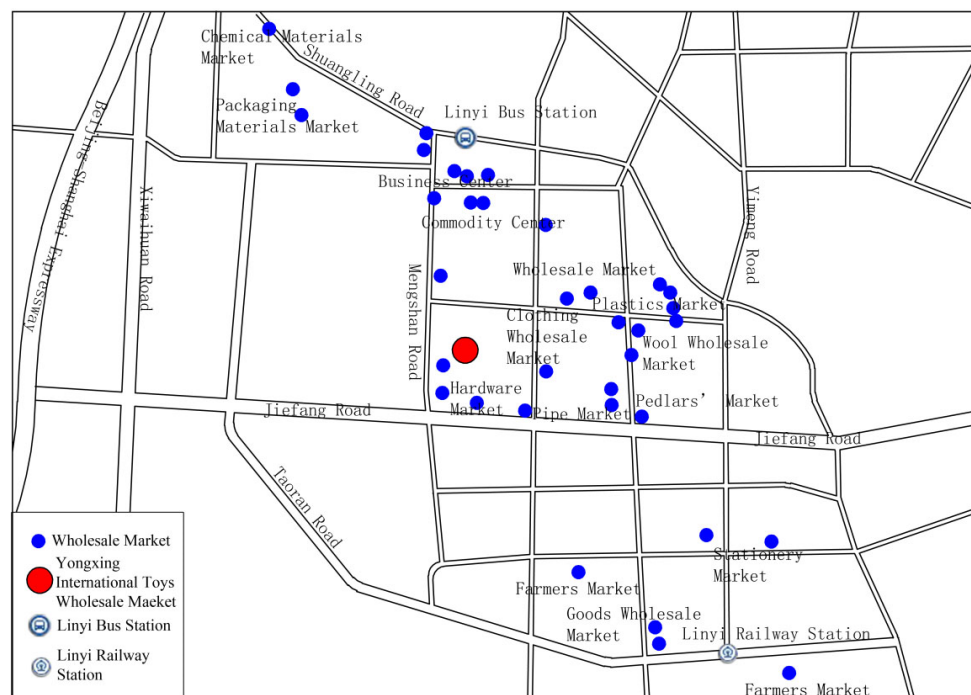 Chemical Materials
Market
Shuangling Road
Packaging
Materials Market
Linyi Bus Station
Beijing-Shanghai Expressway
Xiwaihuan Road
Business Center
Commodity Center
Yimeng Road
Mengshan Road
Wholesale Market
Plastics Market
Clothing
Wholesale
Market
Wool Wholesale
Market
Hardware
Market
Pipe Market
Pedlars' Market
Jiefang Road
Jiefang Road
Taoran Road
Stationery
Market
Farmers Market
Goods Wholesale
Market
Linyi Railway Station
Farmers Market
Wholesale Market
Yongxing
International Toys
Wholesale Maeket
Linyi Bus Station
Linyi Railway
Station